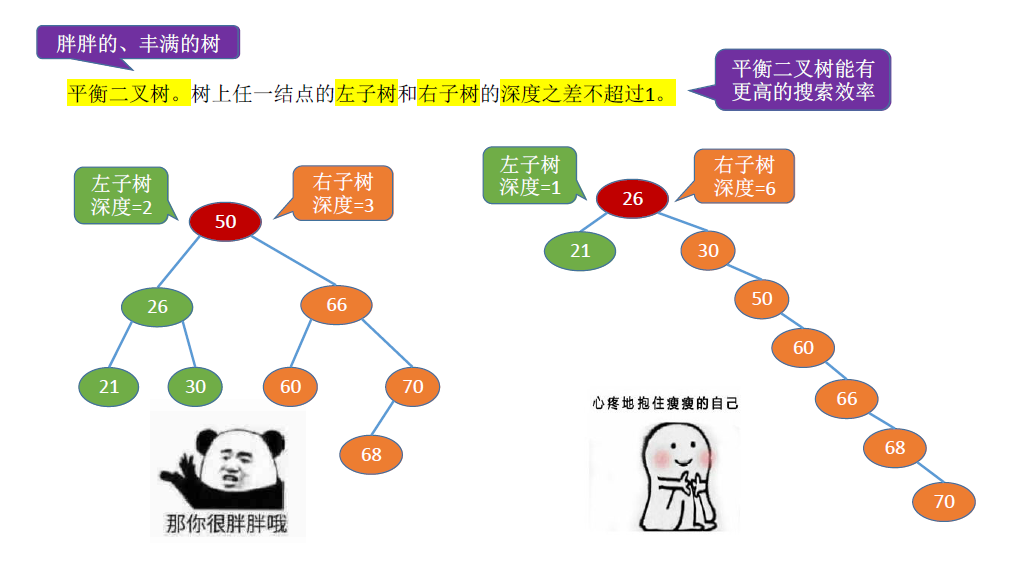 胖胖的、丰满的树
平衡二叉树。树上任一结点的左子树和右子树的深度之差不超过1。
平衡二叉树能有
更高的搜索效率
左子树
深度=2
右子树
深度=3
50
26
66
21
30
60
70
68
那你很胖胖哦
左子树
深度=1
右子树
深度=6
26
21
30
50
60
66
68
70
心疼地抱住瘦瘦的自己